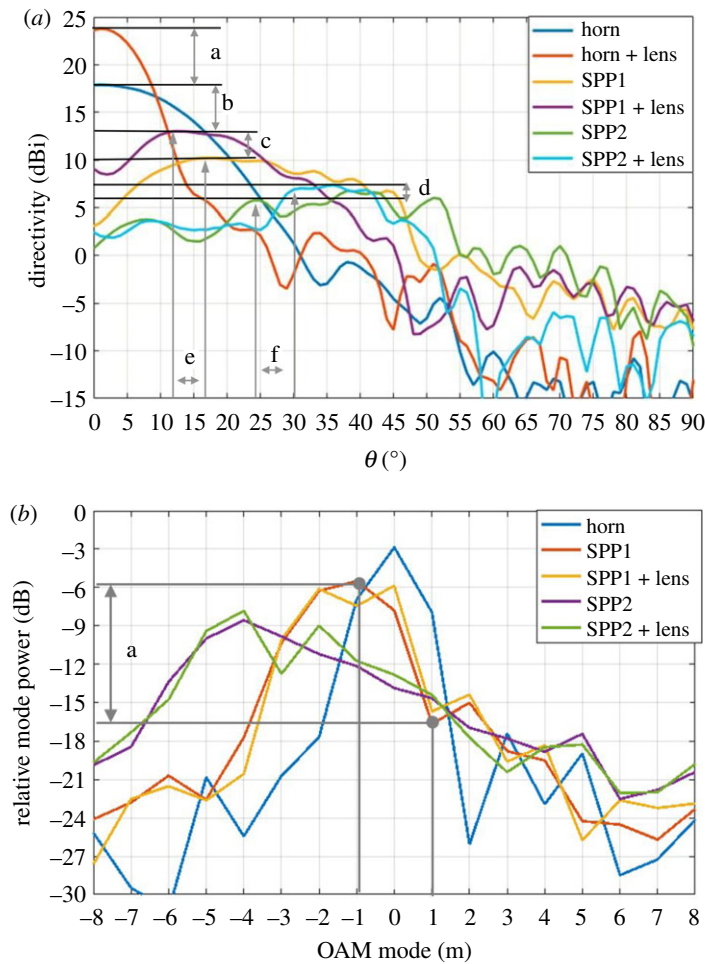 (a)
25
20
15
10
5
0
–5
–10
–15
directivity (dBi)
a
b
c
d
e
f
horn
horn + lens
SPP1
SPP1 + lens
SPP2
SPP2 + lens
0 5 10 15 20 25 30 35 40 45 50 55 60 65 70 75 80 85 90
θ (°)
(b)
0
–3
–6
–9
–12
–15
–18
–21
–24
–27
–30
relative mode power (dB)
a
horn
SPP1
SPP1 + lens
SPP2
SPP2 + lens
–8 –7 –6 –5 –4 –3 –2 –1 0 1 2 3 4 5 6 7 8
OAM mode (m)